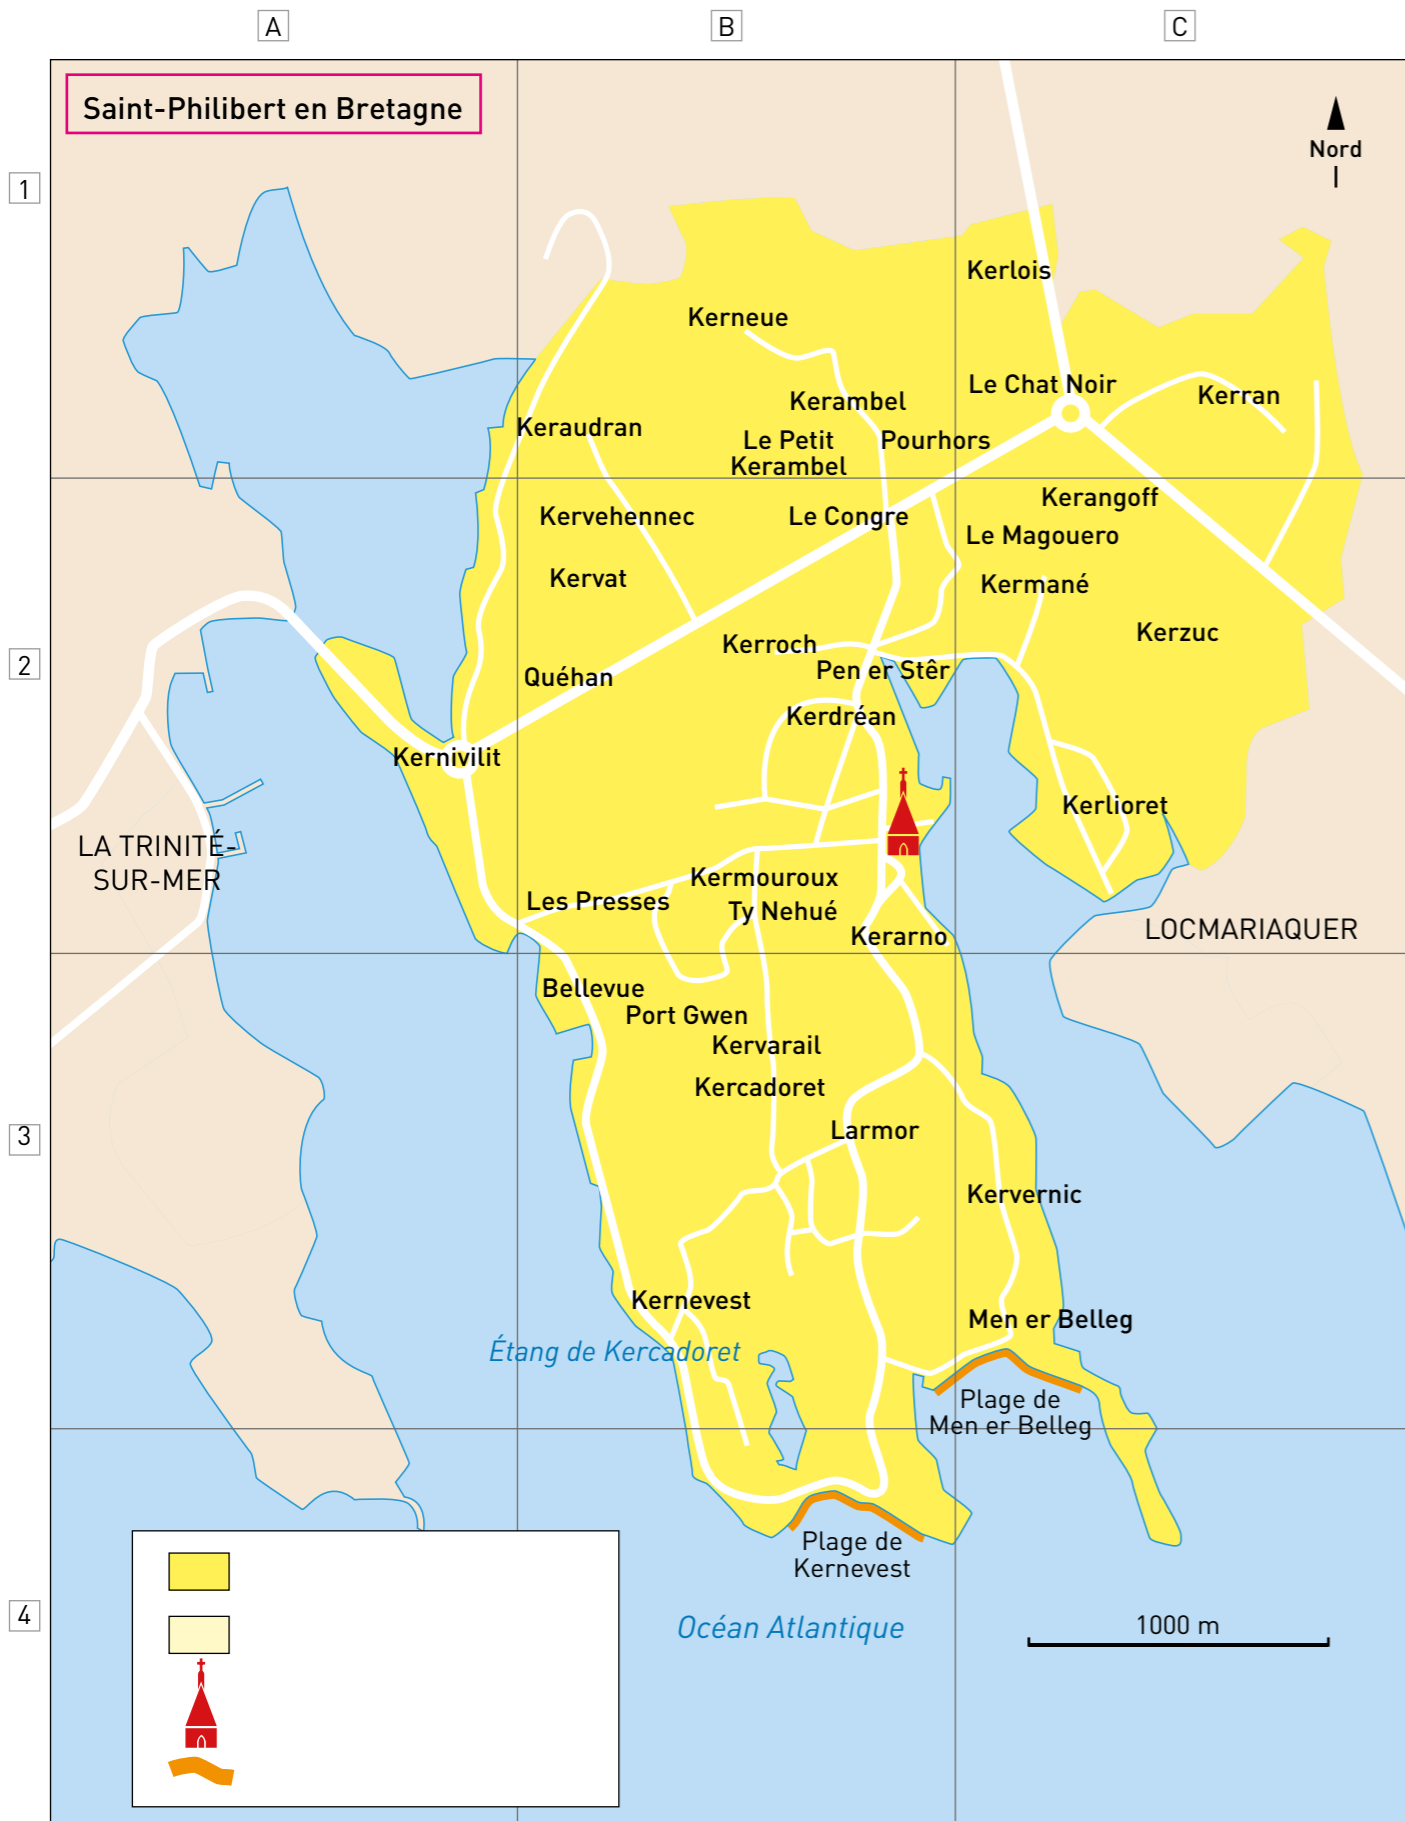 A
B
C
Saint-Philibert en Bretagne
Nord
1
Kerlois
Kerneue
Le Chat Noir
Kerran
Kerambel
Keraudran
Le Petit
Kerambel
Pourhors
Kerangoff
Kervehennec
Le Congre
Le Magouero
Kervat
Kermané
Kerzuc
Kerroch
2
Quéhan
Pen er Stêr
Kerdréan
Kernivilit
Kerlioret
LA TRINITÉ-
SUR-MER
Kermouroux
Les Presses
Ty Nehué
Kerarno
LOCMARIAQUER
Bellevue
Port Gwen
Kervarail
Kercadoret
3
Larmor
Kervernic
Kernevest
Men er Belleg
Étang de Kercadoret
Plage de
Men er Belleg
Plage de
Kernevest
4
Océan Atlantique
1000 m